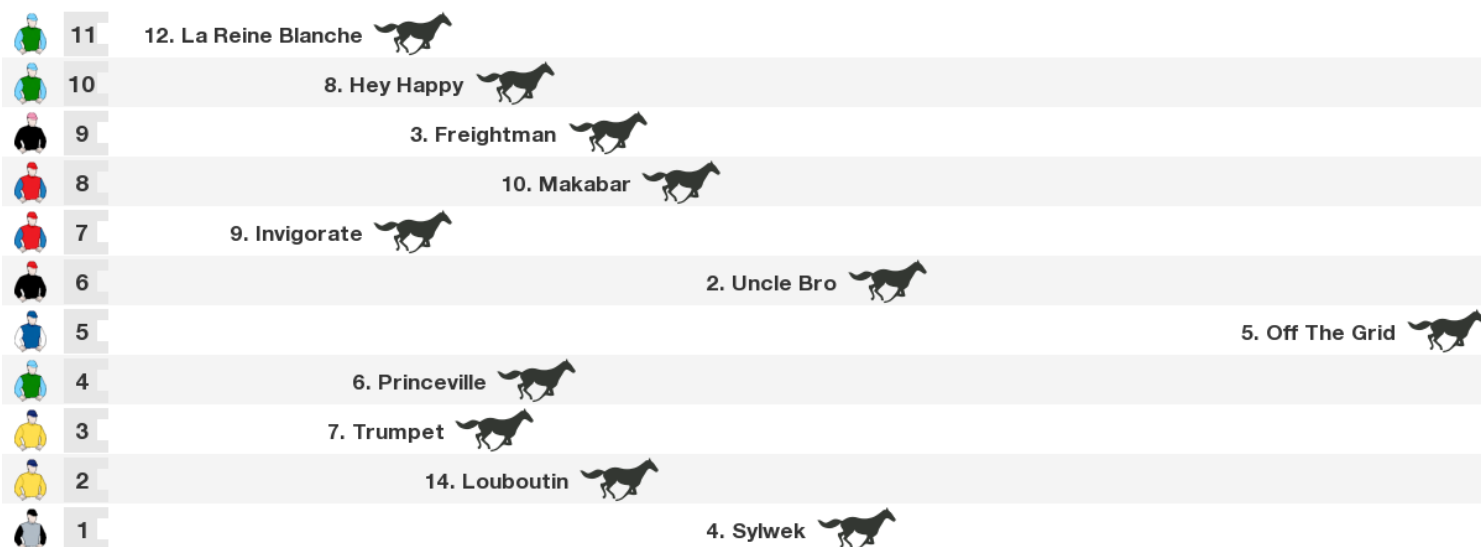 11 12. La Reine Blanche
10 8. Hey Happy
9 3. Freightman
8 10. Makabar
7 9. Invigorate
6 2. Uncle Bro
5 5. Off The Grid
4 6. Princeville
3 7. Trumpet
2 14. Louboutin
1 4. Sylwek